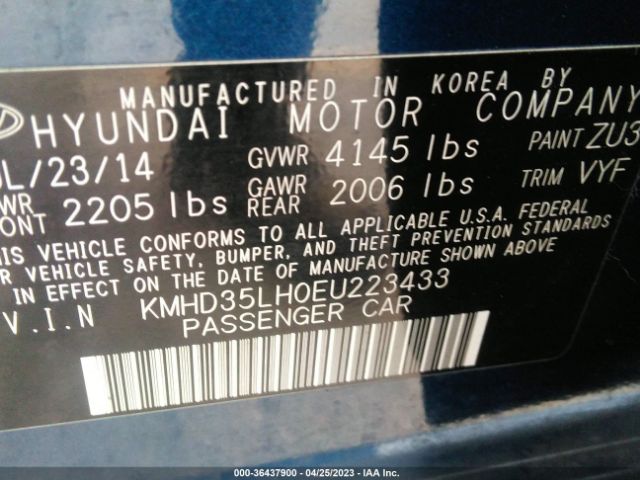 MANUFACTURED IN KOREA BY
HYUNDAI MOTOR COMPANY
/23/14 GVWR 4145 lbs PAINT ZU3
2205 lbs GAWR REAR 2006 lbs TRIM VYF
VEHICLE CONFORMS TO ALL APPLICABLE U.S.A. FEDERAL
VEHICLE SAFETY, BUMPER, AND THEFT PREVENTION STANDARDS
IN EFFECT ON THE DATE OF MANUFACTURE SHOWN ABOVE
V.I.N KMHD35LH0EU223433
PASSENGER CAR
000-36437900 - 04/25/2023 - IAA Inc.